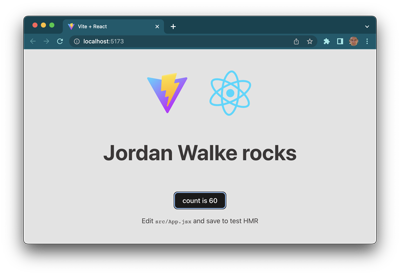 Vite + React
localhost:5173
Jordan Walke rocks
count is 60
Edit src/App.jsx and save to test HMR